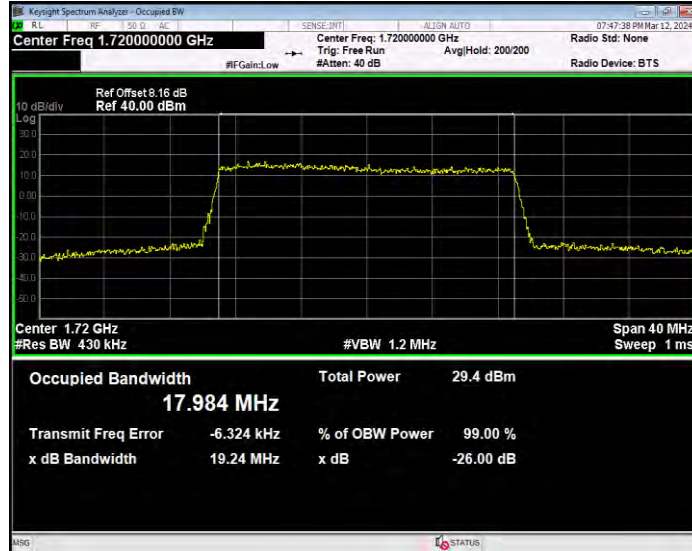 Keysight Spectrum Analyzer - Occupied BW
RL RF 50 Ω AC SENSE:INT ALIGN AUTO 07:47:38 PM Mar 12, 2024
Center Freq 1.720000000 GHz
Center Freq: 1.720000000 GHz
Radio Std: None
Trig: Free Run Avg|Hold: 200/200
#IFGain:Low #Atten: 40 dB Radio Device: BTS
Ref Offset 8.16 dB
10 dB/div Ref 40.00 dBm
Log
30.0
20.0
10.0
0.00
-10.0
-20.0
-30.0
-40.0
-50.0
Center 1.72 GHz Span 40 MHz
#Res BW 430 kHz #VBW 1.2 MHz Sweep 1 ms
Occupied Bandwidth Total Power 29.4 dBm
17.984 MHz
Transmit Freq Error -6.324 kHz % of OBW Power 99.00 %
x dB Bandwidth 19.24 MHz x dB -26.00 dB
MSG STATUS